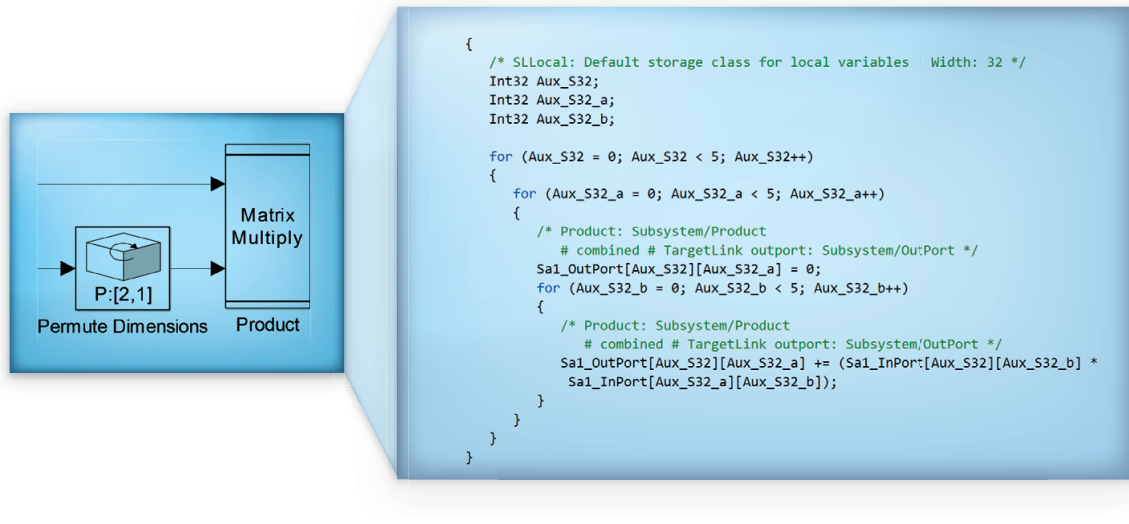 Matrix
Multiply
P:[2,1]
Permute Dimensions
Product
{
/* SLLocal: Default storage class for local variables | Width: 32 */
Int32 Aux_S32;
Int32 Aux_S32_a;
Int32 Aux_S32_b;
for (Aux_S32 = 0; Aux_S32 < 5; Aux_S32++)
{
for (Aux_S32_a = 0; Aux_S32_a < 5; Aux_S32_a++)
{
/* Product: Subsystem/Product
# combined # TargetLink outport: Subsystem/OutPort */
Sa1_OutPort[Aux_S32][Aux_S32_a] = 0;
for (Aux_S32_b = 0; Aux_S32_b < 5; Aux_S32_b++)
{
/* Product: Subsystem/Product
# combined # TargetLink outport: Subsystem/OutPort */
Sa1_OutPort[Aux_S32][Aux_S32_a] += (Sa1_InPort[Aux_S32][Aux_S32_b] *
Sa1_InPort[Aux_S32_a][Aux_S32_b]);
}
}
}
}